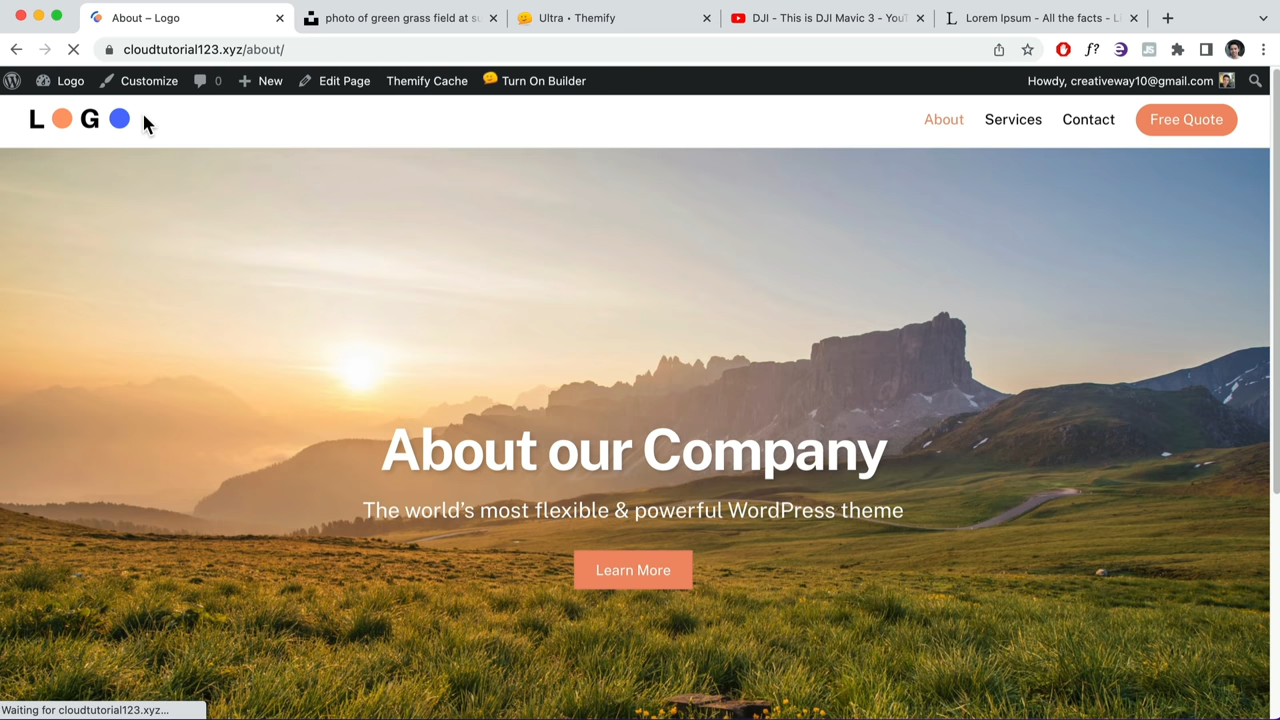 About – Logo
photo of green grass field at su
Ultra • Themify
DJI - This is DJI Mavic 3 - YouT
Lorem Ipsum - All the facts - Li
cloudtutorial123.xyz/about/
f?
JS
Logo
Customize
0
New
Edit Page
Themify Cache
Turn On Builder
Howdy, creativeway10@gmail.com
L G
About
Services
Contact
Free Quote
About our Company
The world's most flexible & powerful WordPress theme
Learn More
Waiting for cloudtutorial123.xyz...